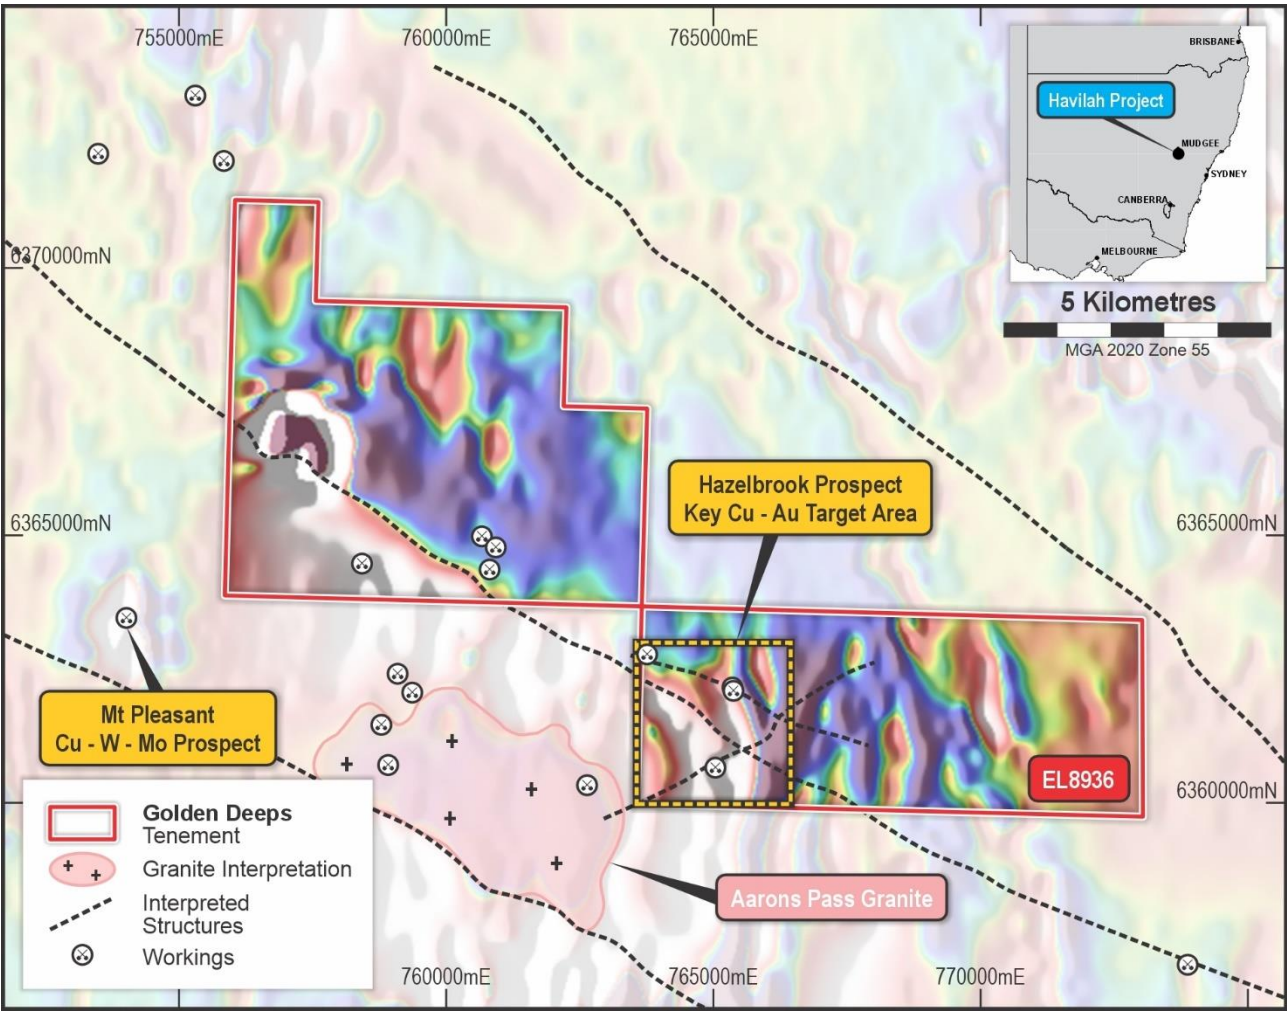 755000mE
760000mE
765000mE
BRISBANE
Havilah Project
MUDGEE
SYDNEY
CANBERRA
MELBOURNE
6370000mN
5 Kilometres
MGA 2020 Zone 55
Hazelbrook Prospect
Key Cu - Au Target Area
6365000mN
6365000mN
Mt Pleasant
Cu - W - Mo Prospect
EL8936
6360000mN
Golden Deeps
Tenement
Granite Interpretation
Interpreted
Structures
Workings
Aarons Pass Granite
760000mE
765000mE
770000mE